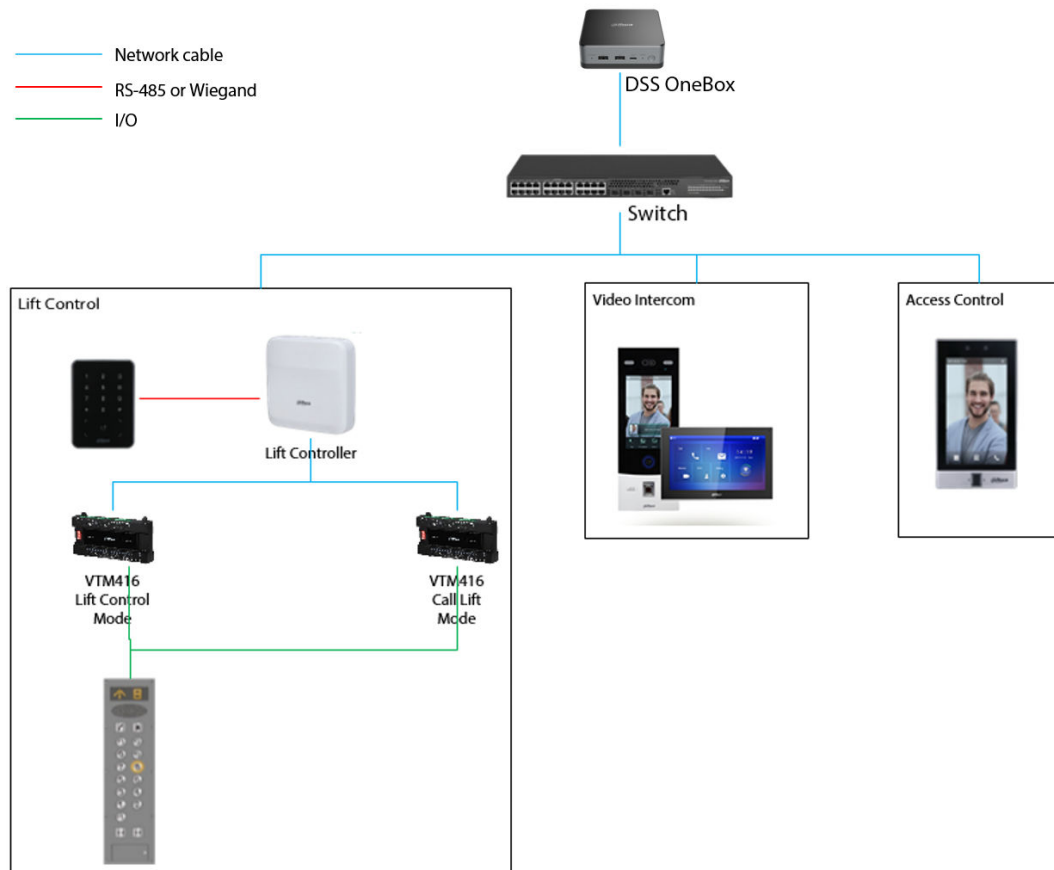 Network cable
RS-485 or Wiegand
I/O
DSS OneBox
Switch
Lift Control
Video Intercom
Access Control
Lift Controller
VTM416
Lift Control
Mode
VTM416
Call Lift
Mode